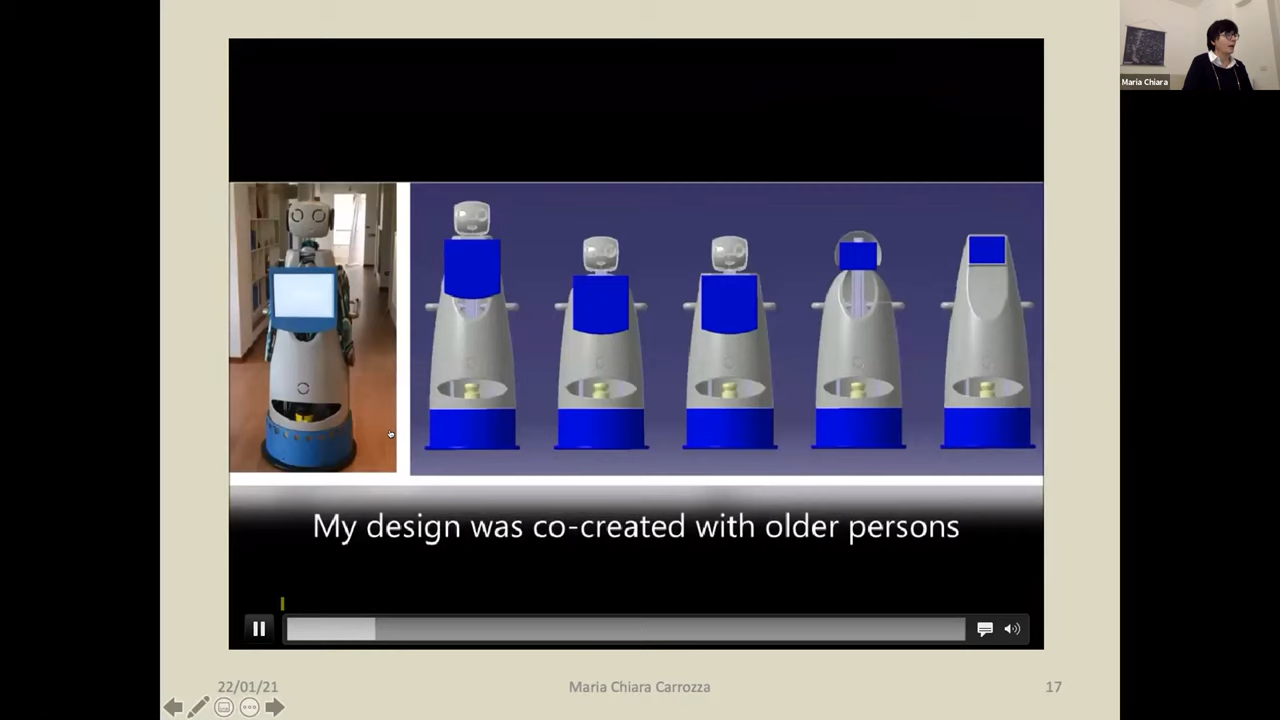 Maria Chiara
My design was co-created with older persons
22/01/21
Maria Chiara Carrozza
17